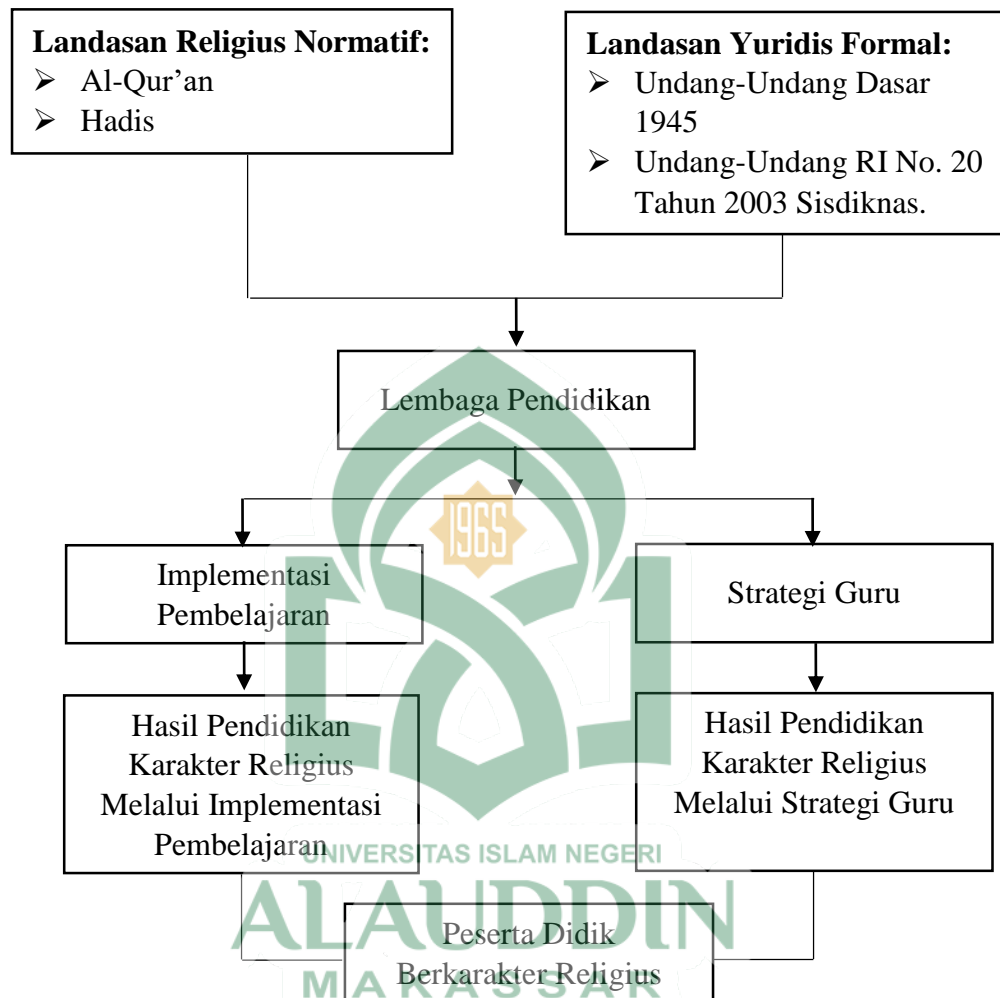 Landasan Religius Normatif:
➢ Al-Qur’an
➢ Hadis
Landasan Yuridis Formal:
➢ Undang-Undang Dasar
1945
➢ Undang-Undang RI No. 20
Tahun 2003 Sisdiknas.
Lembaga Pendidikan
1965
Implementasi
Pembelajaran
Strategi Guru
Hasil Pendidikan
Karakter Religius
Melalui Implementasi
Pembelajaran
Hasil Pendidikan
Karakter Religius
Melalui Strategi Guru
UNIVERSITAS ISLAM NEGERI
ALAUDDIN
Peserta Didik
Berkarakter Religius
MAKASSAR